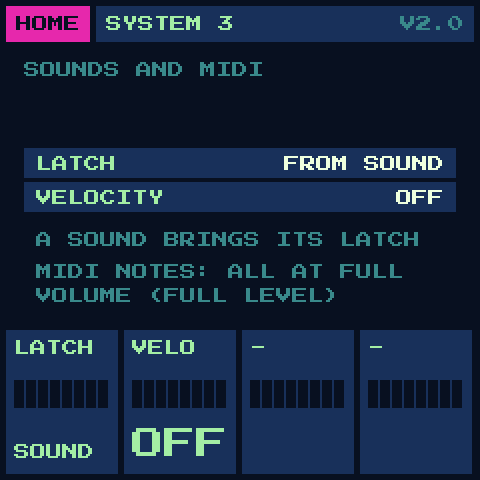 HOME SYSTEM 3 V2.0
SOUNDS AND MIDI
LATCH FROM SOUND
VELOCITY OFF
A SOUND BRINGS ITS LATCH
MIDI NOTES: ALL AT FULL
VOLUME (FULL LEVEL)
LATCH VELO - -
SOUND OFF